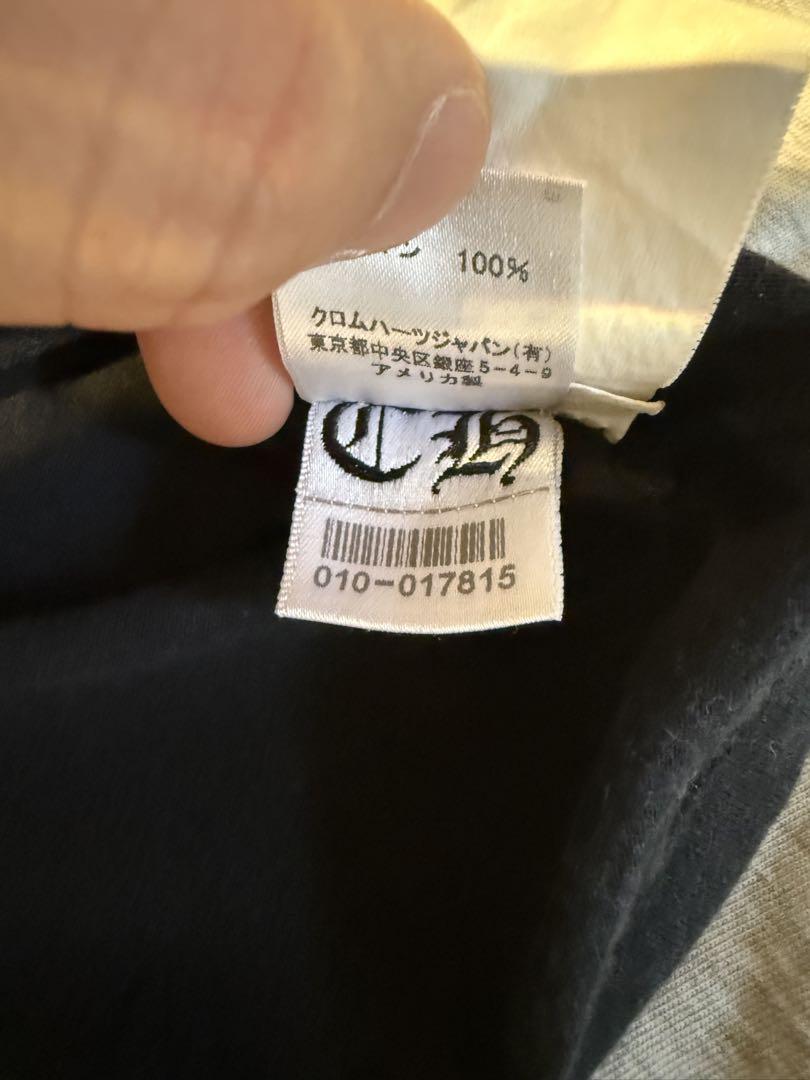 100%
クロムハーツジャパン(有)
東京都中央区銀座5-4-9
アメリカ製
CH
010-017815